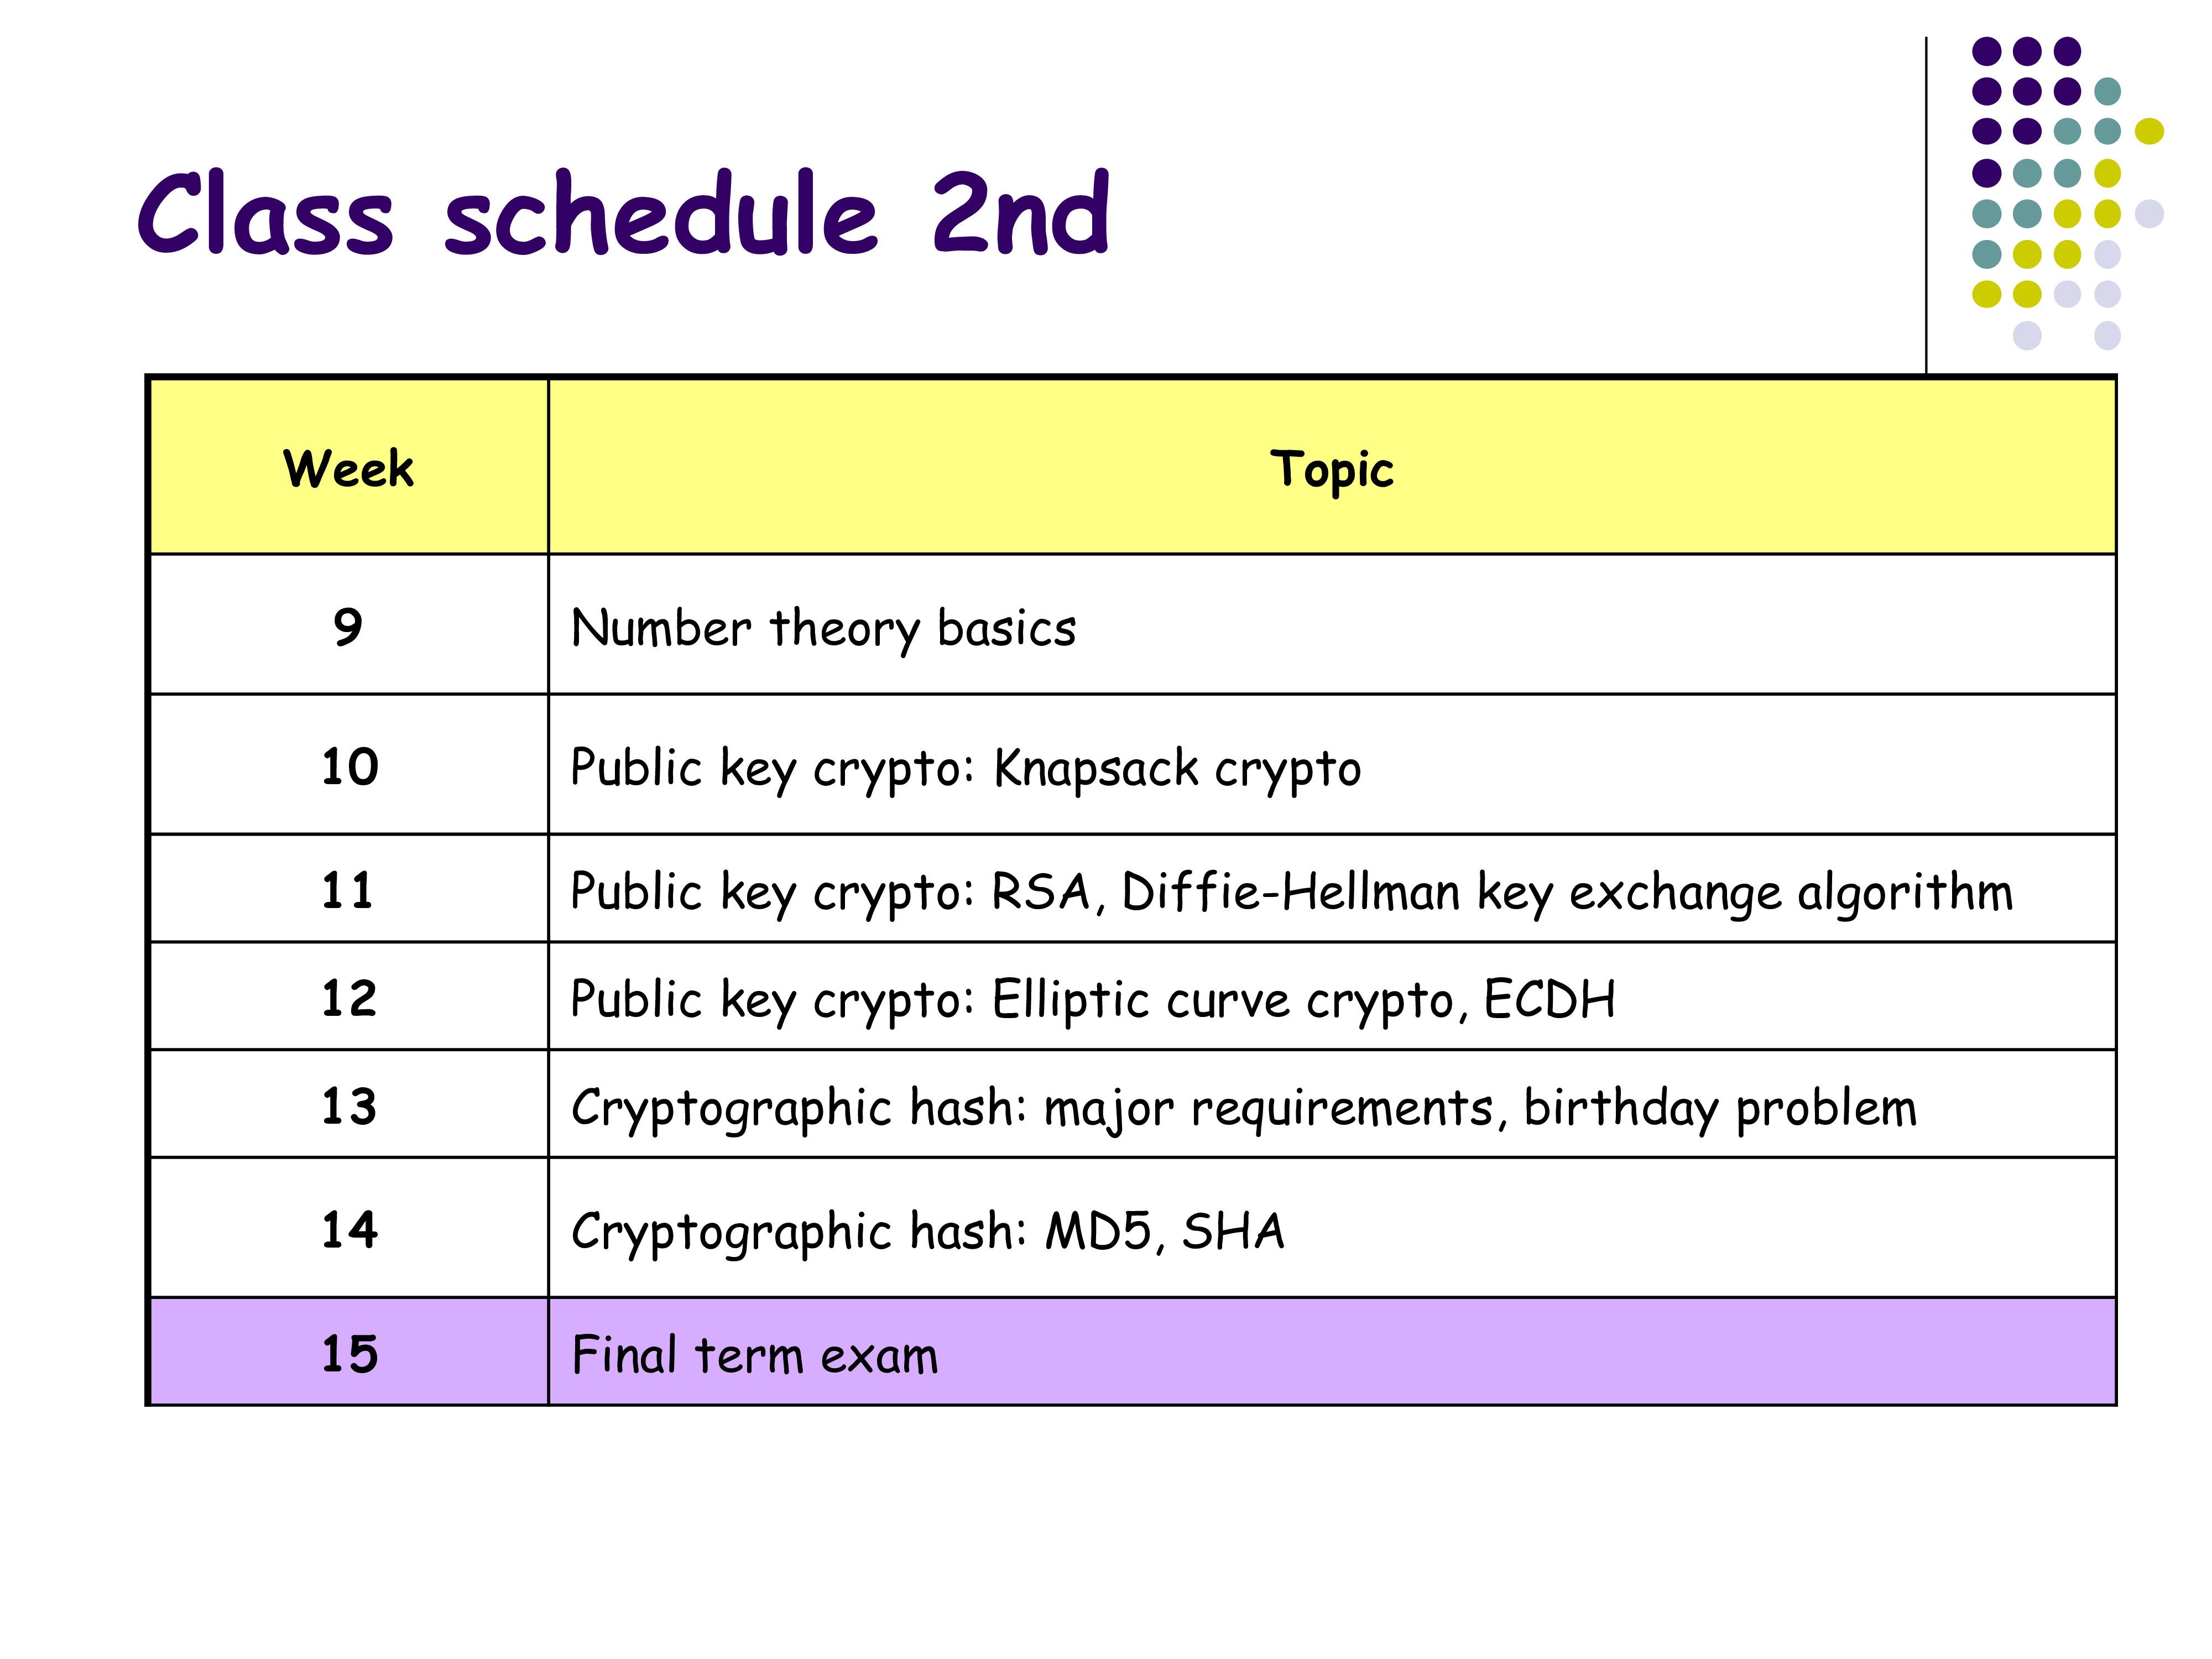 Class schedule 2nd
Week Topic
9 Number theory basics
10 Public key crypto: Knapsack crypto
11 Public key crypto: RSA, Diffie-Hellman key exchange algorithm
12 Public key crypto: Elliptic curve crypto, ECDH
13 Cryptographic hash: major requirements, birthday problem
14 Cryptographic hash: MD5, SHA
15 Final term exam